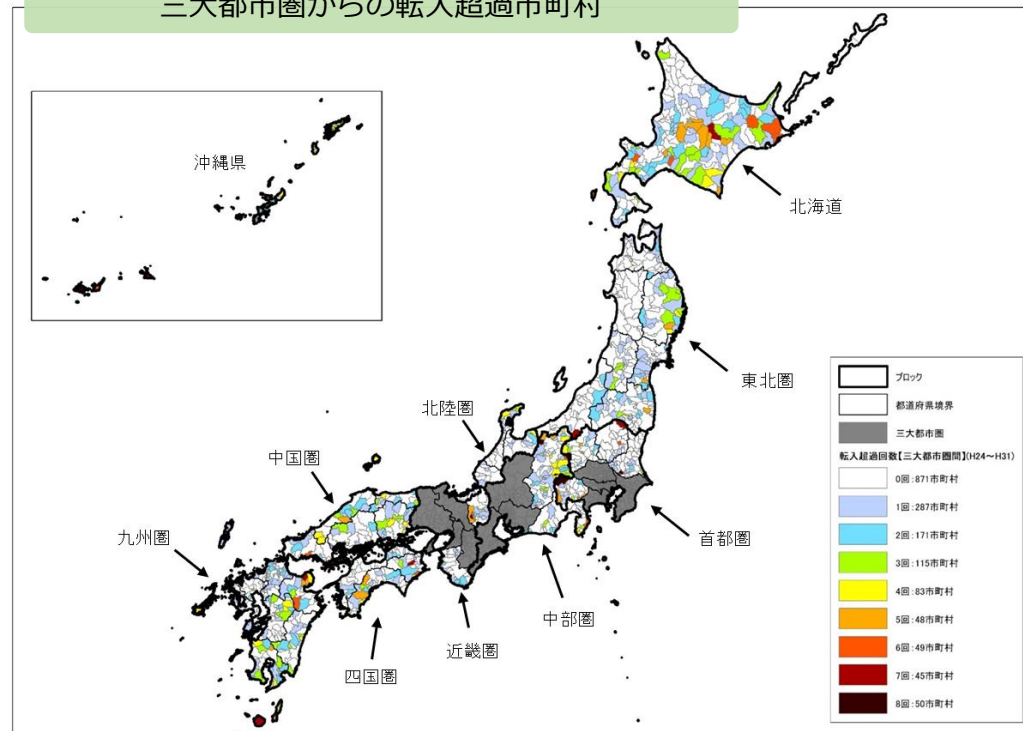 三大都市圏からの転入超過市町村
沖縄県
北海道
東北圏
北陸圏
中国圏
九州圏
首都圏
中部圏
近畿圏
四国圏
ブロック
都道府県境界
三大都市圏
転入超過回数【三大都市圏間】(H24～H31)
0回:871市町村
1回:287市町村
2回:171市町村
3回:115市町村
4回:83市町村
5回:48市町村
6回:49市町村
7回:45市町村
8回:50市町村